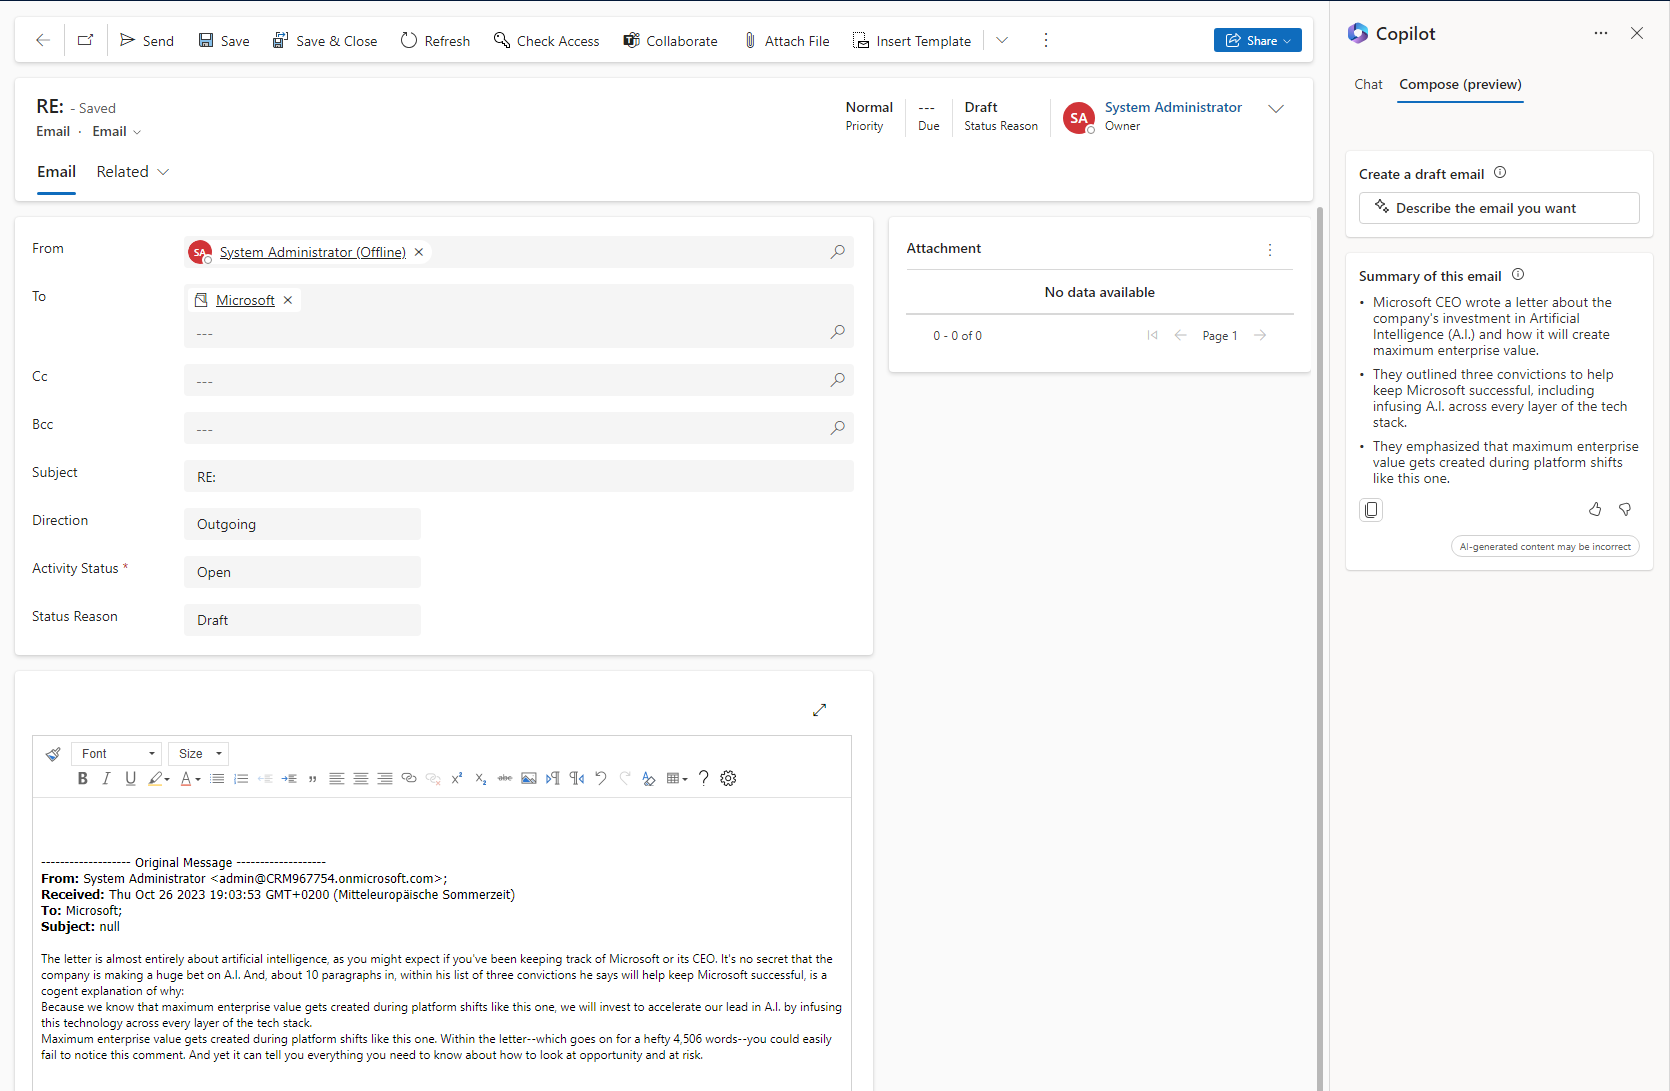 Send
Save
Save & Close
Refresh
Check Access
Collaborate
Attach File
Insert Template
Share
RE: - Saved
Email · Email
Normal
Priority
---
Due
Draft
Status Reason
SA
System Administrator
Owner
Email
Related
From
SA
System Administrator (Offline)
To
Microsoft
---
Cc
---
Bcc
---
Subject
RE:
Direction
Outgoing
Activity Status *
Open
Status Reason
Draft
Attachment
No data available
0 - 0 of 0
Page 1
Font
Size
B I U A abc ?
------------------- Original Message -------------------
From: System Administrator <admin@CRM967754.onmicrosoft.com>;
Received: Thu Oct 26 2023 19:03:53 GMT+0200 (Mitteleuropäische Sommerzeit)
To: Microsoft;
Subject: null
The letter is almost entirely about artificial intelligence, as you might expect if you've been keeping track of Microsoft or its CEO. It's no secret that the
company is making a huge bet on A.I. And, about 10 paragraphs in, within his list of three convictions he says will help keep Microsoft successful, is a
cogent explanation of why:
Because we know that maximum enterprise value gets created during platform shifts like this one, we will invest to accelerate our lead in A.I. by infusing
this technology across every layer of the tech stack.
Maximum enterprise value gets created during platform shifts like this one. Within the letter--which goes on for a hefty 4,506 words--you could easily
fail to notice this comment. And yet it can tell you everything you need to know about how to look at opportunity and at risk.
Copilot
Chat
Compose (preview)
Create a draft email
Describe the email you want
Summary of this email
• Microsoft CEO wrote a letter about the
company's investment in Artificial
Intelligence (A.I.) and how it will create
maximum enterprise value.
• They outlined three convictions to help
keep Microsoft successful, including
infusing A.I. across every layer of the tech
stack.
• They emphasized that maximum enterprise
value gets created during platform shifts
like this one.
AI-generated content may be incorrect